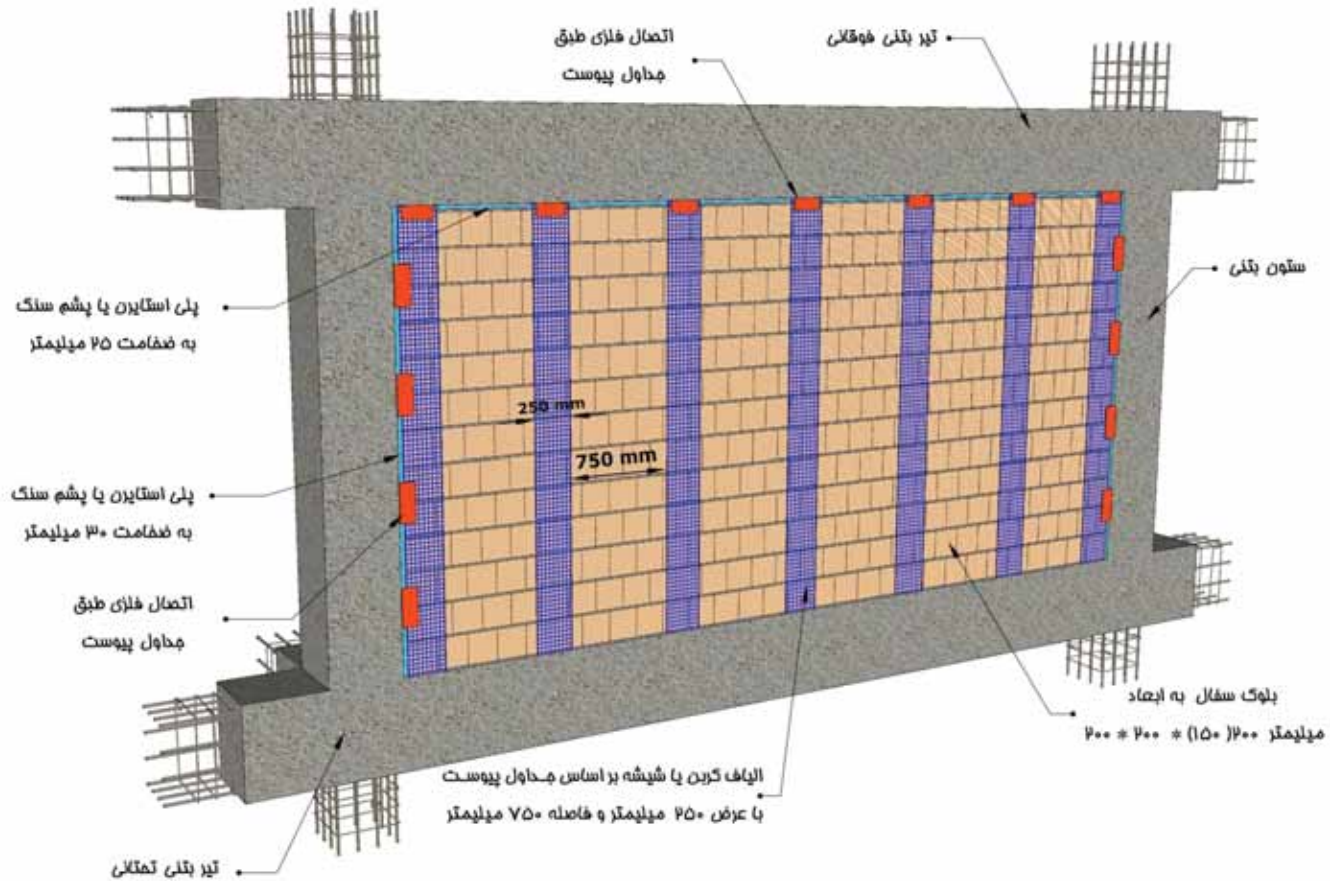 اتصال فلزی طبق
جداول پیوست
تیر بتنی فوقانی
ستون بتنی
پلی استایرن یا پشم سنگ
به ضخامت ۲۵ میلیمتر
250 mm
750 mm
پلی استایرن یا پشم سنگ
به ضخامت ۳۰ میلیمتر
اتصال فلزی طبق
جداول پیوست
بلوک سفال به ابعاد
۲۰۰ * ۲۰۰ * (۱۵۰)۲۰۰ میلیمتر
الیاف کربن یا شیشه بر اساس جداول پیوست
با عرض ۲۵۰ میلیمتر و فاصله ۷۵۰ میلیمتر
تیر بتنی تحتانی